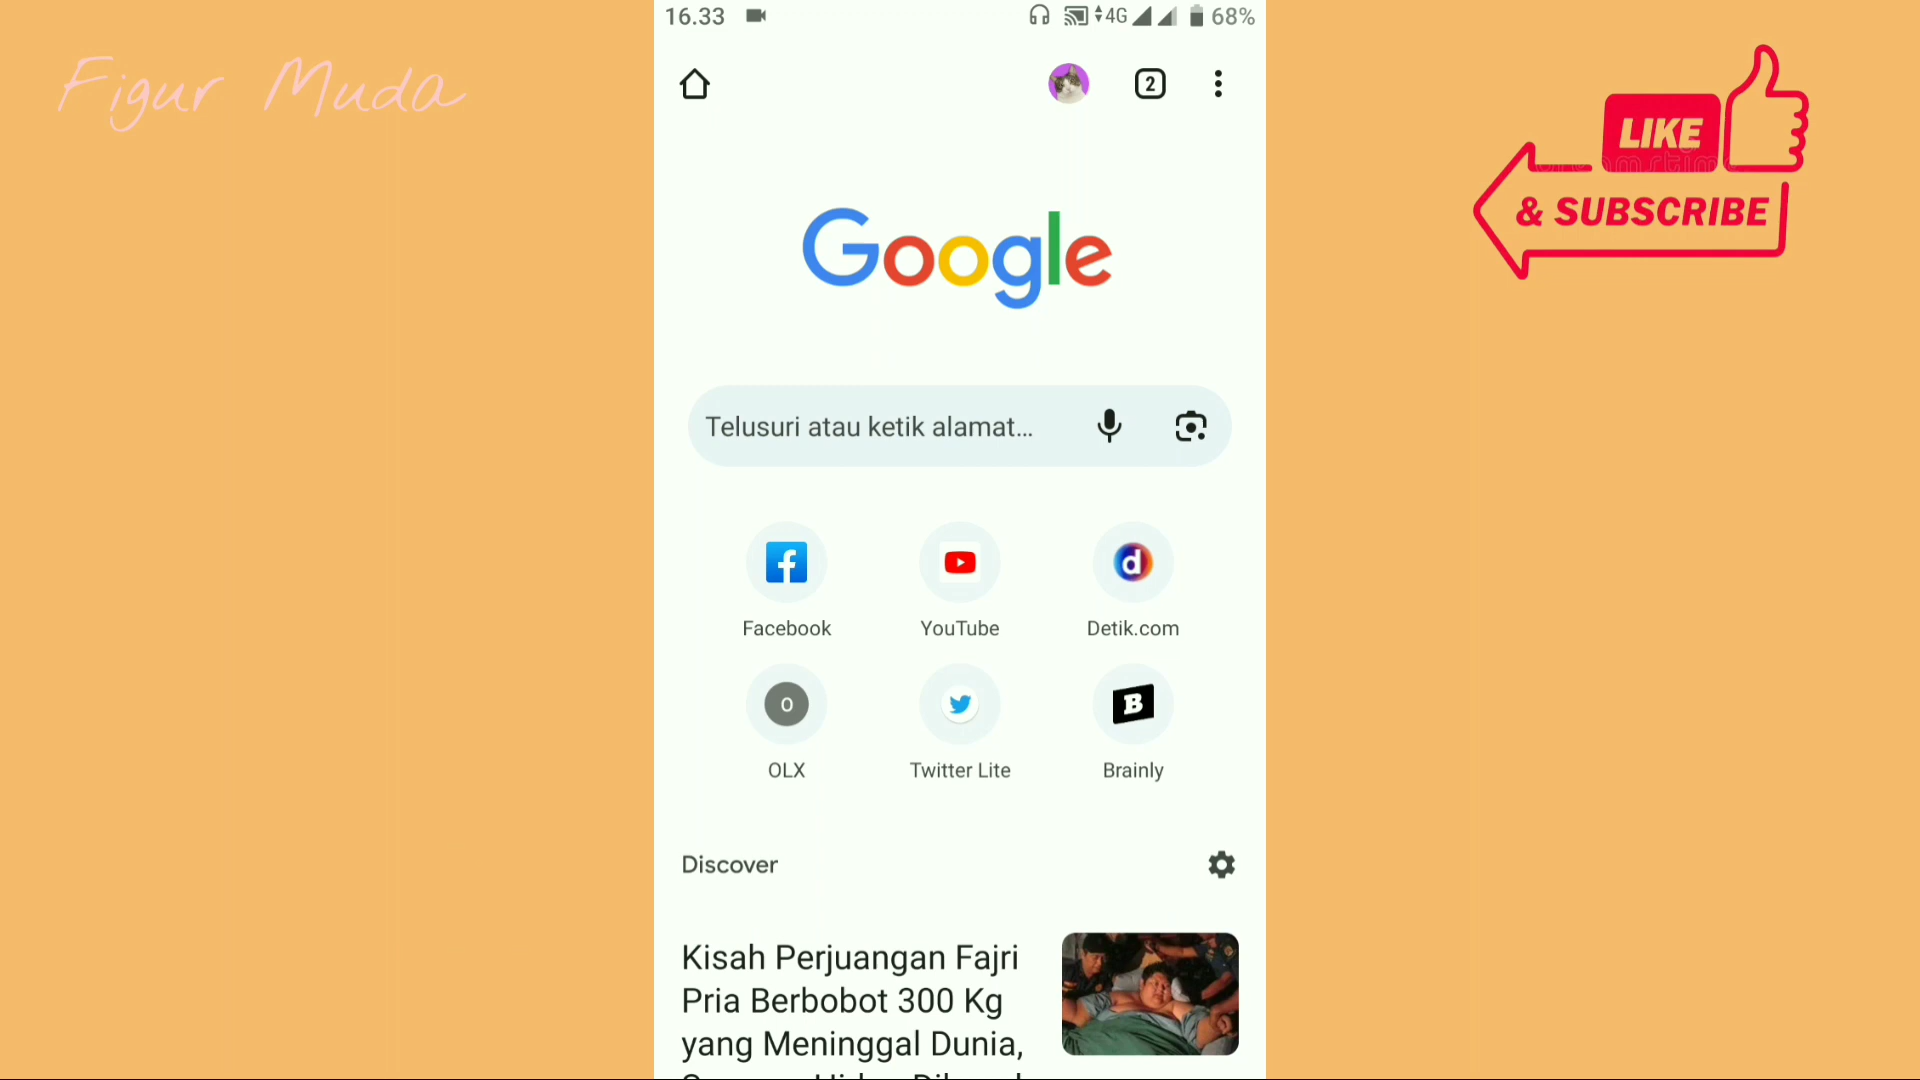 16.33
4G
68%
Figur Muda
2
LIKE
& SUBSCRIBE
Google
Telusuri atau ketik alamat...
Facebook
YouTube
Detik.com
O
OLX
Twitter Lite
B
Brainly
Discover
Kisah Perjuangan Fajri
Pria Berbobot 300 Kg
yang Meninggal Dunia,